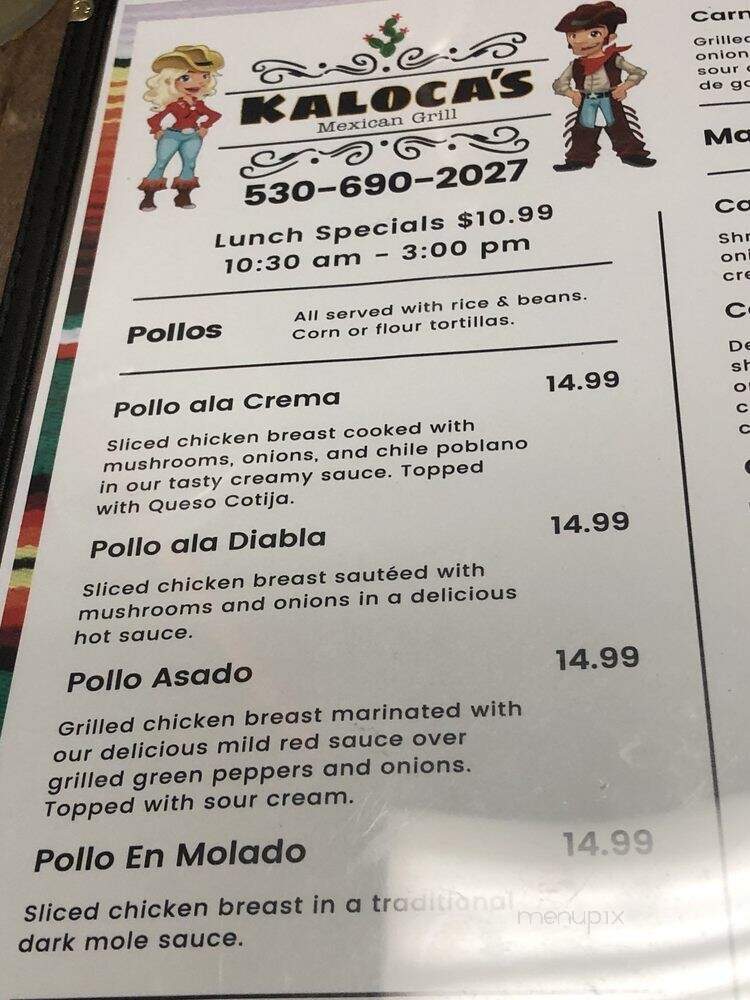 KALOCA'S
Mexican Grill
530-690-2027
Lunch Specials $10.99
10:30 am - 3:00 pm
Pollos
All served with rice & beans.
Corn or flour tortillas.
Pollo ala Crema 14.99
Sliced chicken breast cooked with
mushrooms, onions, and chile poblano
in our tasty creamy sauce. Topped
with Queso Cotija.
Pollo ala Diabla 14.99
Sliced chicken breast sautéed with
mushrooms and onions in a delicious
hot sauce.
Pollo Asado 14.99
Grilled chicken breast marinated with
our delicious mild red sauce over
grilled green peppers and onions.
Topped with sour cream.
Pollo En Molado 14.99
Sliced chicken breast in a traditional
dark mole sauce.
menupix
onion
sour